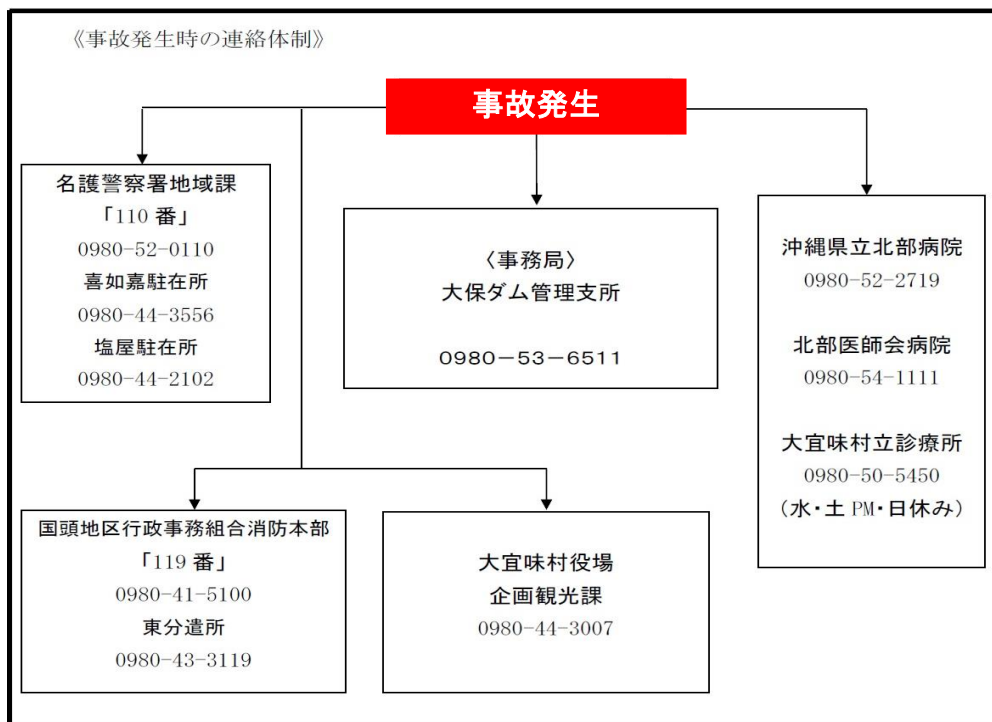 《事故発生時の連絡体制》
事故発生
名護警察署地域課
「110 番」
0980-52-0110
喜如嘉駐在所
0980-44-3556
塩屋駐在所
0980-44-2102
〈事務局〉
大保ダム管理支所
0980-53-6511
沖縄県立北部病院
0980-52-2719
北部医師会病院
0980-54-1111
大宜味村立診療所
0980-50-5450
(水・土 PM・日休み)
国頭地区行政事務組合消防本部
「119 番」
0980-41-5100
東分遣所
0980-43-3119
大宜味村役場
企画観光課
0980-44-3007